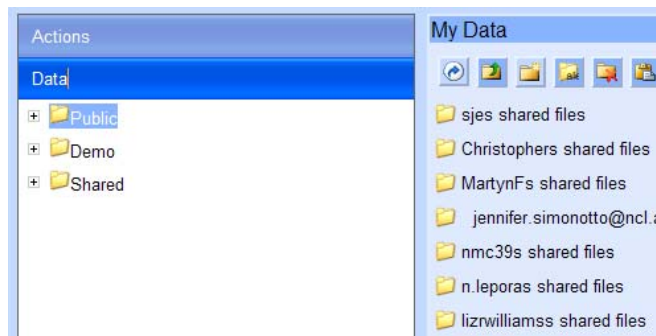 Actions
Data
Public
Demo
Shared
My Data
sjes shared files
Christophers shared files
MartynFs shared files
jennifer.simonotto@ncl.a
nmc39s shared files
n.leporas shared files
lizrwilliamss shared files